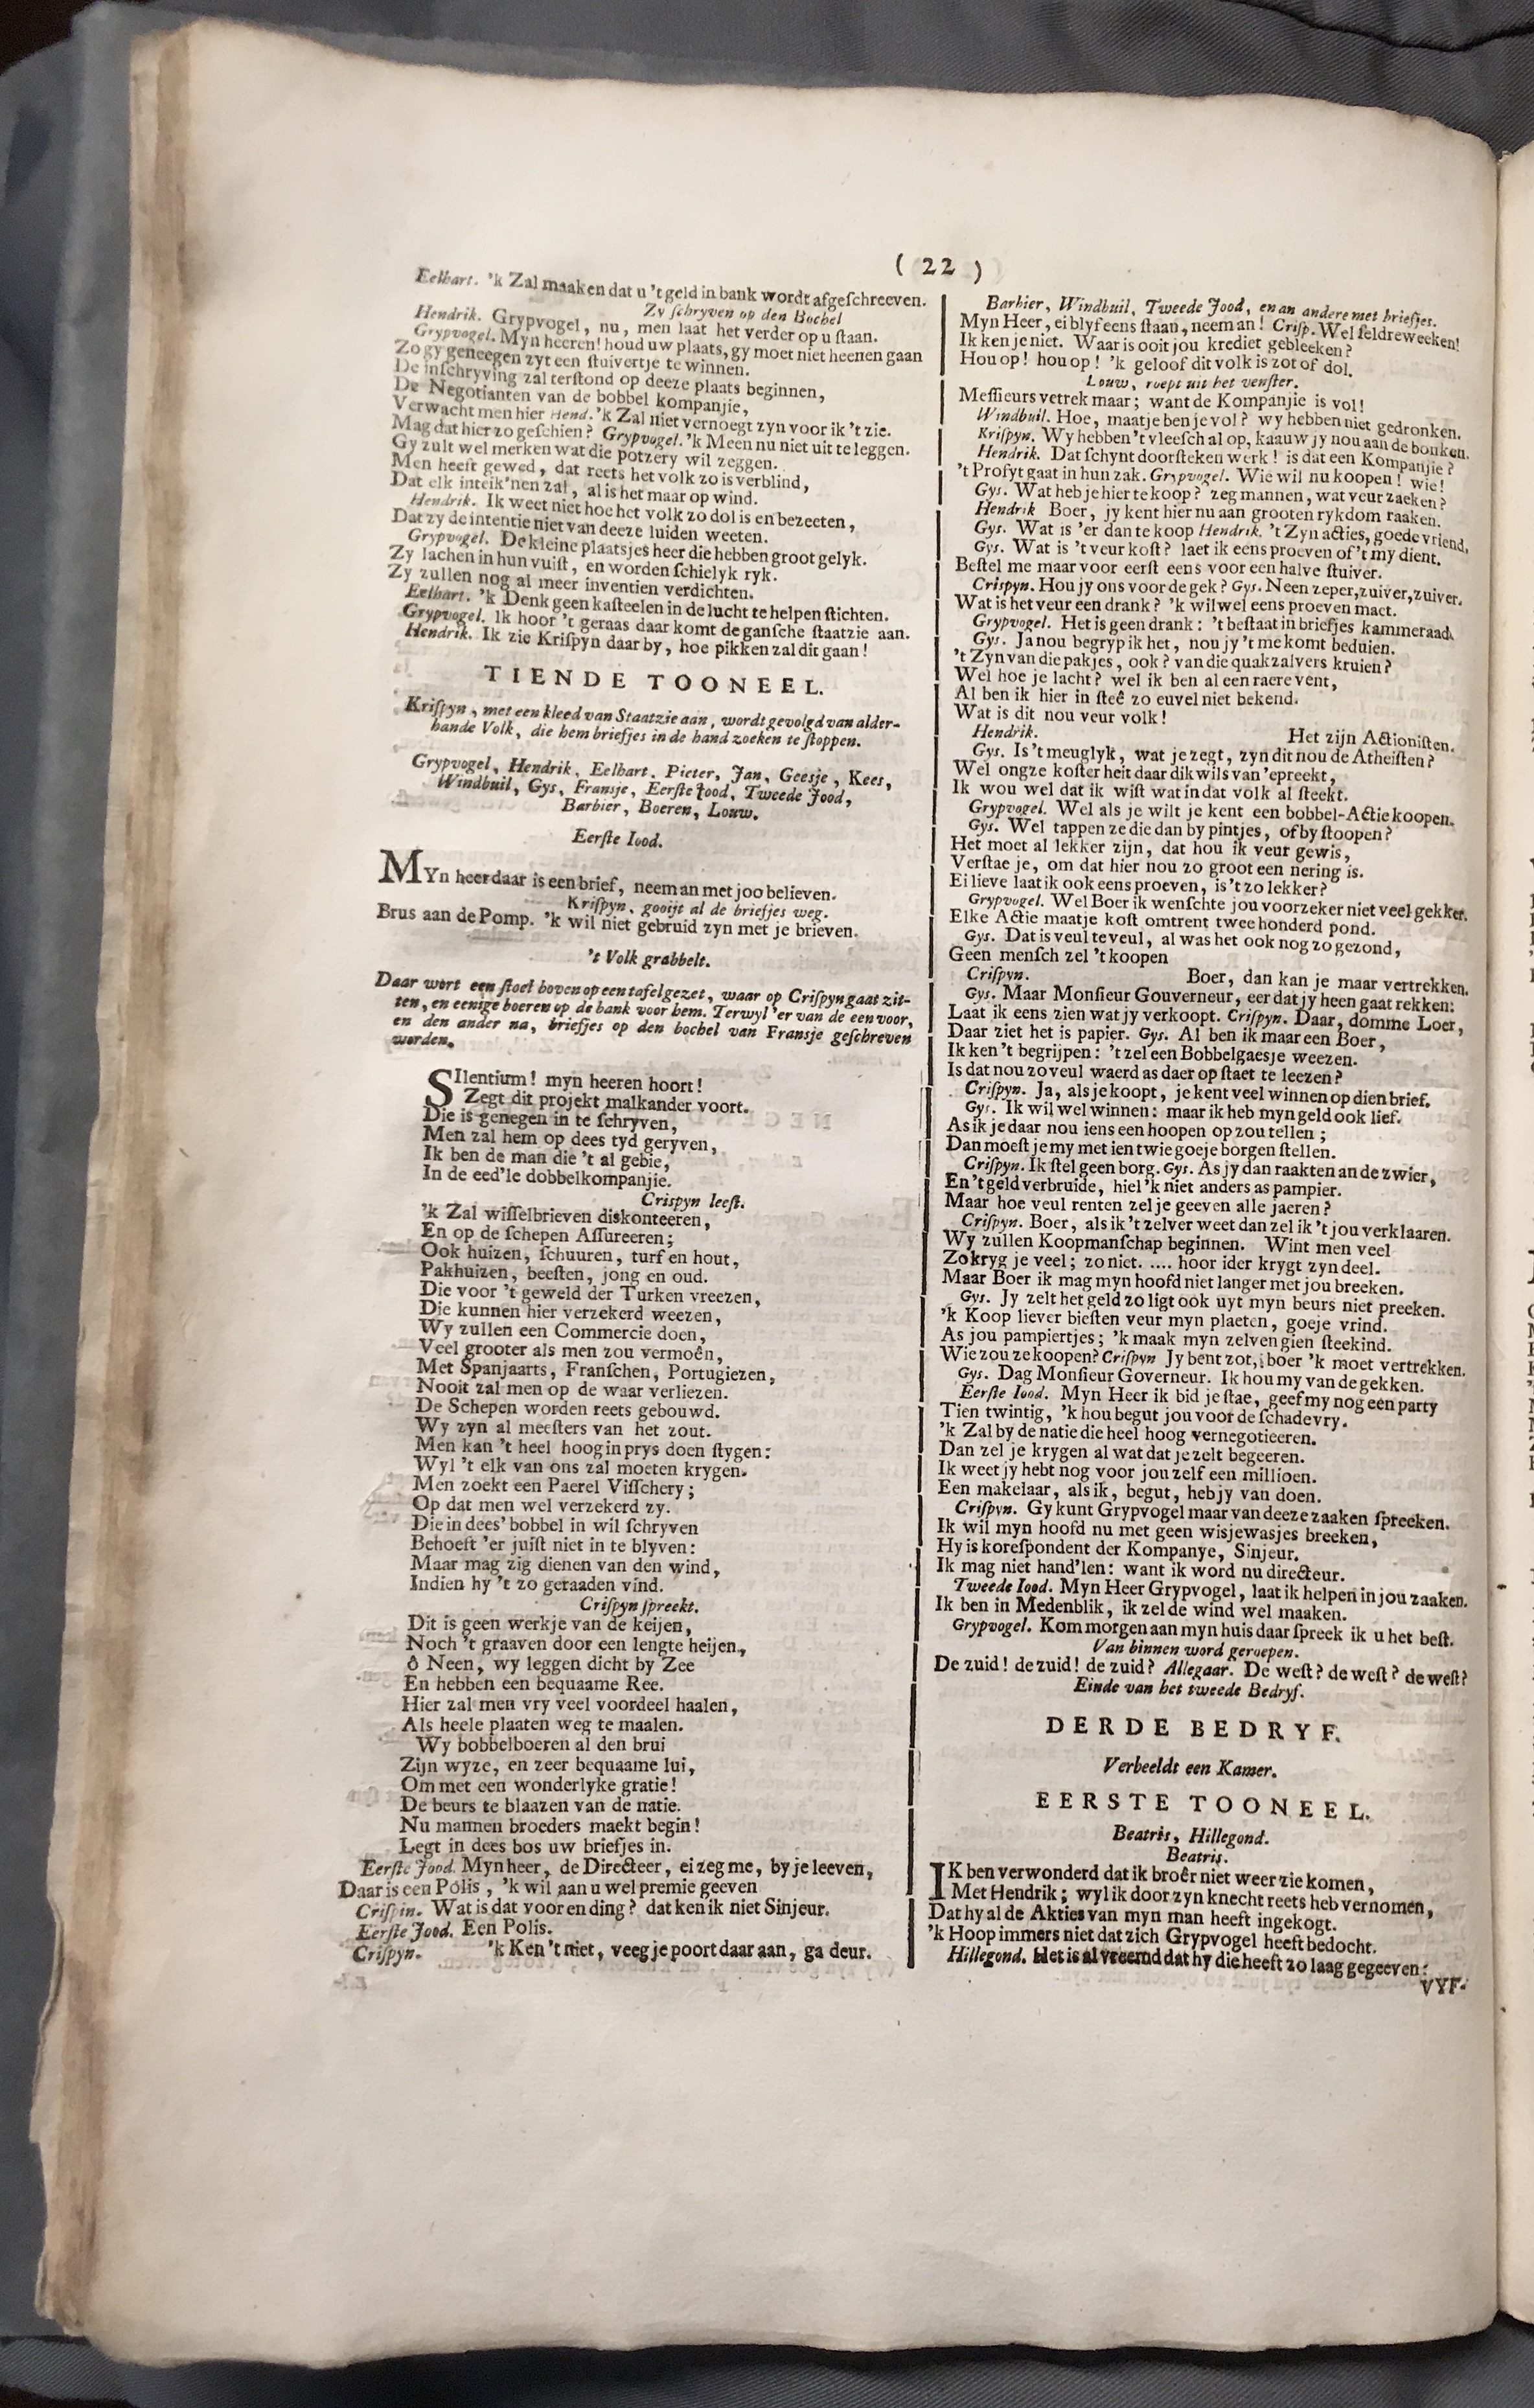 ( 22 )
Eelhart. 'k Zal maaken dat u 't geld in bank wordt afgeſchreeven.
Zy ſchryven op den Bochel
Hendrik. Grypvogel, nu, men laat het verder op u ſtaan.
Grypvogel. Myn heeren! houd uw plaats, gy moet niet heenen gaan
Zo gy geneegen zyt een ſtuivertje te winnen.
De inſchryving zal terſtond op deeze plaats beginnen,
De Negotianten van de bobbel kompanjie,
Verwacht men hier Hend. 'k Zal niet vernoegt zyn voor ik 't zie.
Mag dat hier zo geſchien? Grypvogel. 'k Meen nu niet uit te leggen.
Gy zult wel merken wat die potzery wil zeggen.
Men heeft gewed, dat reets het volk zo is verblind,
Dat elk inteik'nen zal, al is het maar op wind.
Hendrik. Ik weet niet hoe het volk zo dol is en bezeeten,
Dat zy de intentie niet van deeze luiden weeten.
Grypvogel. De kleine plaatsjes heer die hebben groot gelyk.
Zy lachen in hun vuiſt, en worden ſchielyk ryk.
Zy zullen nog al meer inventien verdichten.
Eelhart. 'k Denk geen kaſteelen in de lucht te helpen ſtichten.
Grypvogel. Ik hoor 't geraas daar komt de ganſche ſtaatzie aan.
Hendrik. Ik zie Kriſpyn daar by, hoe pikken zal dit gaan!
TIENDE TOONEEL.
Kriſpyn, met een kleed van Staatzie aan, wordt gevolgd van alder-
hande Volk, die hem briefjes in de hand zoeken te ſtoppen.
Grypvogel, Hendrik, Eelhart, Pieter, Jan, Geesje, Kees,
Windbuil, Gys, Fransje, Eerſte Jood, Tweede Jood,
Barbier, Boeren, Louw.
Eerſte Iood.
MYn heer daar is een brief, neem an met joo believen.
Kriſpyn, gooijt al de briefjes weg.
Brus aan de Pomp. 'k wil niet gebruid zyn met je brieven.
't Volk grabbelt.
Daar wort een ſtoel boven op een tafel gezet, waar op Criſpyn gaat zit-
ten, en eenige boeren op de bank voor hem. Terwyl 'er van de een voor,
en den ander na, briefjes op den bochel van Fransje geſchreven
worden.
SIlentium! myn heeren hoort!
Zegt dit projekt malkander voort.
Die is genegen in te ſchryven,
Men zal hem op dees tyd geryven,
Ik ben de man die 't al gebie,
In de eed'le dobbelkompanjie.
Crispyn leeſt.
'k Zal wiſſelbrieven diskonteeren,
En op de ſchepen Aſſureeren;
Ook huizen, ſchuuren, turf en hout,
Pakhuizen, beeſten, jong en oud.
Die voor 't geweld der Turken vreezen,
Die kunnen hier verzekerd weezen,
Wy zullen een Commercie doen,
Veel grooter als men zou vermoên,
Met Spanjaarts, Franſchen, Portugiezen,
Nooit zal men op de waar verliezen.
De Schepen worden reets gebouwd.
Wy zyn al meeſters van het zout.
Men kan 't heel hoog in prys doen ſtygen:
Wyl 't elk van ons zal moeten krygen.
Men zoekt een Paerel Viſſchery;
Op dat men wel verzekerd zy.
Die in dees' bobbel in wil ſchryven
Behoeft 'er juiſt niet in te blyven:
Maar mag zig dienen van den wind,
Indien hy 't zo geraaden vind.
Criſpyn ſpreekt.
Dit is geen werkje van de keijen,
Noch 't graaven door een lengte heijen,
ô Neen, wy leggen dicht by Zee
En hebben een bequaame Ree.
Hier zal men vry veel voordeel haalen,
Als heele plaaten weg te maalen.
Wy bobbelboeren al den brui
Zijn wyze, en zeer bequaame lui,
Om met een wonderlyke gratie!
De beurs te blaazen van de natie.
Nu mannen broeders maekt begin!
Legt in dees bos uw briefjes in.
Eerſte Jood. Myn heer, de Directeer, ei zeg me, by je leeven,
Daar is een Polis, 'k wil aan u wel premie geeven
Criſpin. Wat is dat voor en ding? dat ken ik niet Sinjeur.
Eerſte Jood. Een Polis.
Criſpyn. 'k Ken 't niet, veeg je poort daar aan, ga deur.
Barbier, Windbuil, Tweede Jood, en an andere met briefjes.
Myn Heer, ei blyf eens ſtaan, neem an! Criſp. Wel ſeldreweeken!
Ik ken je niet. Waar is ooit jou krediet gebleeken?
Hou op! hou op! 'k geloof dit volk is zot of dol.
Louw, roept uit het venſter.
Meſſieurs vetrek maar; want de Kompanjie is vol!
Windbuil. Hoe, maatje ben je vol? wy hebben niet gedronken.
Kriſpyn. Wy hebben 't vleeſch al op, kaauw jy nou aan de bonken.
Hendrik. Dat ſchynt doorſteken werk! is dat een Kompanjie?
't Profyt gaat in hun zak. Grypvogel. Wie wil nu koopen! wie!
Gys. Wat heb je hier te koop? zeg mannen, wat veur zaeken?
Hendrik Boer, jy kent hier nu aan grooten rykdom raaken.
Gys. Wat is 'er dan te koop Hendrik. 't Zyn acties, goede vriend,
Gys. Wat is 't veur koſt? laet ik eens proeven of 't my dient.
Beſtel me maar voor eerſt eens voor een halve ſtuiver.
Crispyn. Hou jy ons voor de gek? Gys. Neen zeper, zuiver, zuiver.
Wat is het veur een drank? 'k wil wel eens proeven maet.
Grypvogel. Het is geen drank: 't beſtaat in briefjes kammeraad.
Gys. Ja nou begryp ik het, nou jy 't me komt beduien.
't Zyn van die pakjes, ook? van die quakzalvers kruien?
Wel hoe je lacht? wel ik ben al een raere vent,
Al ben ik hier in ſteê zo euvel niet bekend.
Wat is dit nou veur volk!
Hendrik. Het zijn Actioniſten.
Gys. Is 't meuglyk, wat je zegt, zyn dit nou de Atheiſten?
Wel ongze koſter heit daar dikwils van 'epreekt,
Ik wou wel dat ik wiſt wat in dat volk al ſteekt.
Grypvogel. Wel als je wilt je kent een bobbel-Actie koopen.
Gys. Wel tappen ze die dan by pintjes, of by ſtoopen?
Het moet al lekker zijn, dat hou ik veur gewis,
Verſtae je, om dat hier nou zo groot een nering is.
Ei lieve laat ik ook eens proeven, is 't zo lekker?
Grypvogel. Wel Boer ik wenſchte jou voorzeker niet veel gekker.
Elke Actie maatje koſt omtrent twee honderd pond.
Gys. Dat is veul te veul, al was het ook nog zo gezond,
Geen menſch zel 't koopen
Criſpyn. Boer, dan kan je maar vertrekken.
Gys. Maar Monſieur Gouverneur, eer dat jy heen gaat rekken:
Laat ik eens zien wat jy verkoopt. Criſpyn. Daar, domme Loer,
Daar ziet het is papier. Gys. Al ben ik maar een Boer,
Ik ken 't begrijpen: 't zel een Bobbelgaesje weezen.
Is dat nou zo veul waerd as daer op ſtaet te leezen?
Criſpyn. Ja, als je koopt, je kent veel winnen op dien brief.
Gys. Ik wil wel winnen: maar ik heb myn geld ook lief.
As ik je daar nou iens een hoopen op zou tellen;
Dan moeſt je my met ien twie goeje borgen ſtellen.
Criſpyn. Ik ſtel geen borg. Gys. As jy dan raakten an de zwier,
En 't geld verbruide, hiel 'k niet anders as pampier.
Maar hoe veul renten zel je geeven alle jaeren?
Criſpyn. Boer, als ik 't zelver weet dan zel ik 't jou verklaaren.
Wy zullen Koopmanſchap beginnen. Wint men veel
Zo kryg je veel; zo niet. .... hoor ider krygt zyn deel.
Maar Boer ik mag myn hoofd niet langer met jou breeken.
Gys. Jy zelt het geld zo ligt ook uyt myn beurs niet preeken.
'k Koop liever bieſten veur myn plaeten, goeje vrind.
As jou pampiertjes; 'k maak myn zelven gien ſteekind.
Wie zou ze koopen? Criſpyn Jy bent zot, boer 'k moet vertrekken.
Gys. Dag Monſieur Governeur. Ik hou my van de gekken.
Eerſte Iood. Myn Heer ik bid je ſtae, geef my nog een party
Tien twintig, 'k hou begut jou voor de ſchade vry.
'k Zal by de natie die heel hoog vernegotieeren.
Dan zel je krygen al wat dat je zelt begeeren.
Ik weet jy hebt nog voor jou zelf een millioen.
Een makelaar, als ik, begut, heb jy van doen.
Criſpyn. Gy kunt Grypvogel maar van deeze zaaken ſpreeken.
Ik wil myn hoofd nu met geen wisjewasjes breeken,
Hy is koreſpondent der Kompanye, Sinjeur.
Ik mag niet hand'len: want ik word nu directeur.
Tweede Iood. Myn Heer Grypvogel, laat ik helpen in jou zaaken.
Ik ben in Medenblik, ik zel de wind wel maaken.
Grypvogel. Kom morgen aan myn huis daar ſpreek ik u het beſt.
Van binnen word geroepen.
De zuid! de zuid! de zuid? Allegaar. De weſt? de weſt? de weſt?
Einde van het tweede Bedryf.
DERDE BEDRYF.
Verbeeldt een Kamer.
EERSTE TOONEEL.
Beatris, Hillegond.
Beatris.
IK ben verwonderd dat ik broêr niet weer zie komen,
Met Hendrik; wyl ik door zyn knecht reets heb vernomen,
Dat hy al de Akties van myn man heeft ingekogt.
'k Hoop immers niet dat zich Grypvogel heeft bedocht.
Hillegond. Het is al vreemd dat hy die heeft zo laag gegeeven:
VYF-